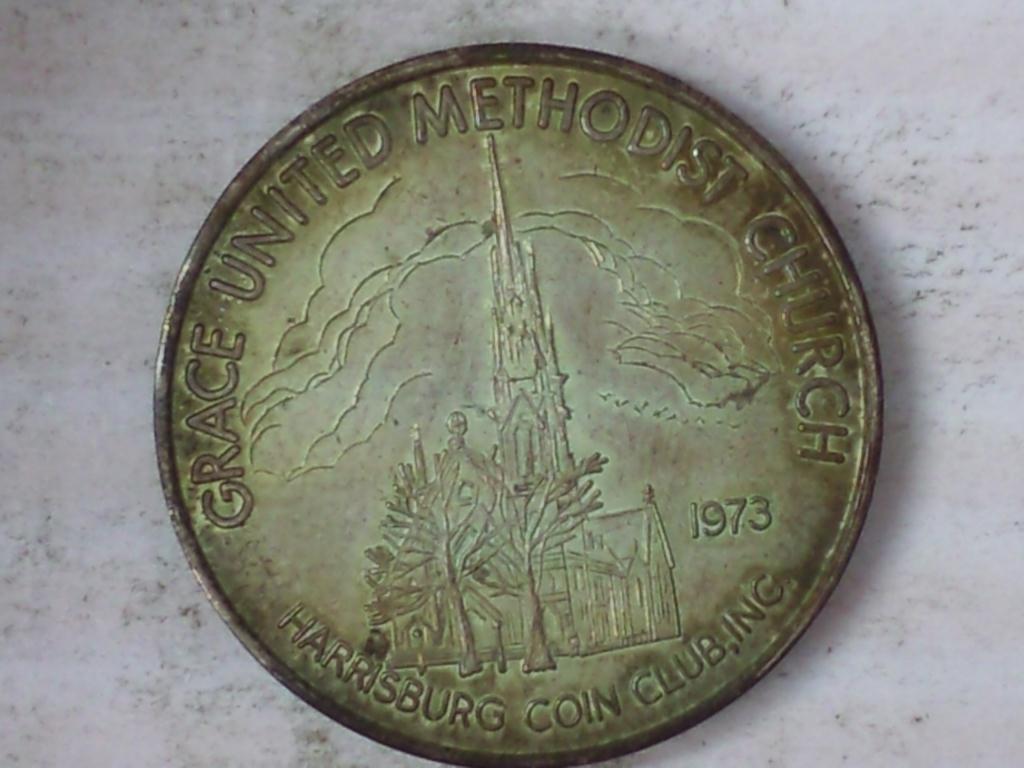 GRACE UNITED METHODIST CHURCH
1973
HARRISBURG COIN CLUB, INC.